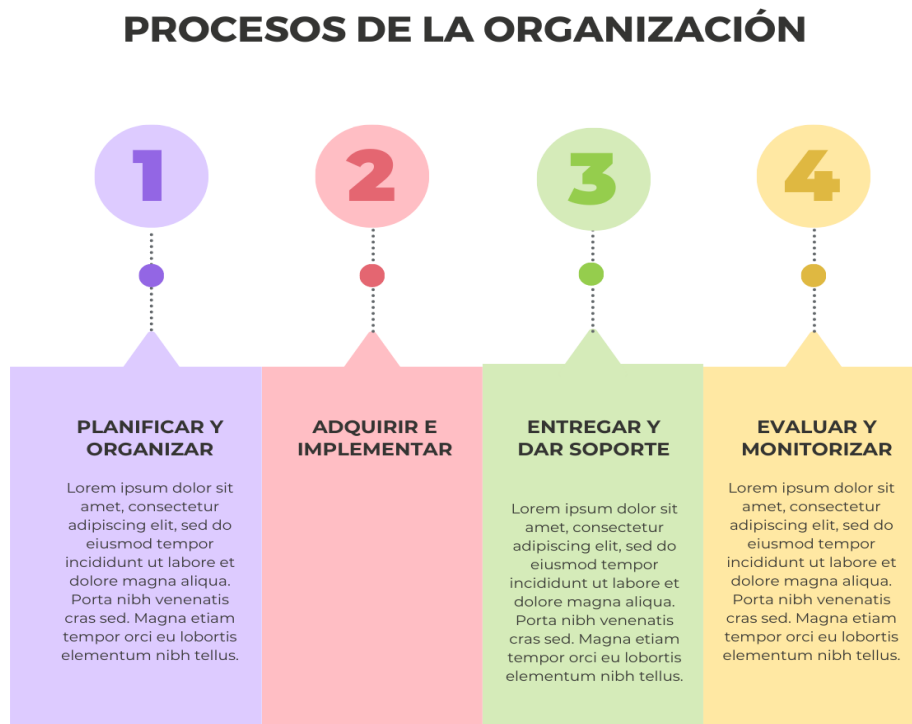 PROCESOS DE LA ORGANIZACIÓN
1
2
3
4
PLANIFICAR Y
ORGANIZAR
Lorem ipsum dolor sit
amet, consectetur
adipiscing elit, sed do
eiusmod tempor
incididunt ut labore et
dolore magna aliqua.
Porta nibh venenatis
cras sed. Magna etiam
tempor orci eu lobortis
elementum nibh tellus.
ADQUIRIR E
IMPLEMENTAR
ENTREGAR Y
DAR SOPORTE
Lorem ipsum dolor sit
amet, consectetur
adipiscing elit, sed do
eiusmod tempor
incididunt ut labore et
dolore magna aliqua.
Porta nibh venenatis
cras sed. Magna etiam
tempor orci eu lobortis
elementum nibh tellus.
EVALUAR Y
MONITORIZAR
Lorem ipsum dolor sit
amet, consectetur
adipiscing elit, sed do
eiusmod tempor
incididunt ut labore et
dolore magna aliqua.
Porta nibh venenatis
cras sed. Magna etiam
tempor orci eu lobortis
elementum nibh tellus.